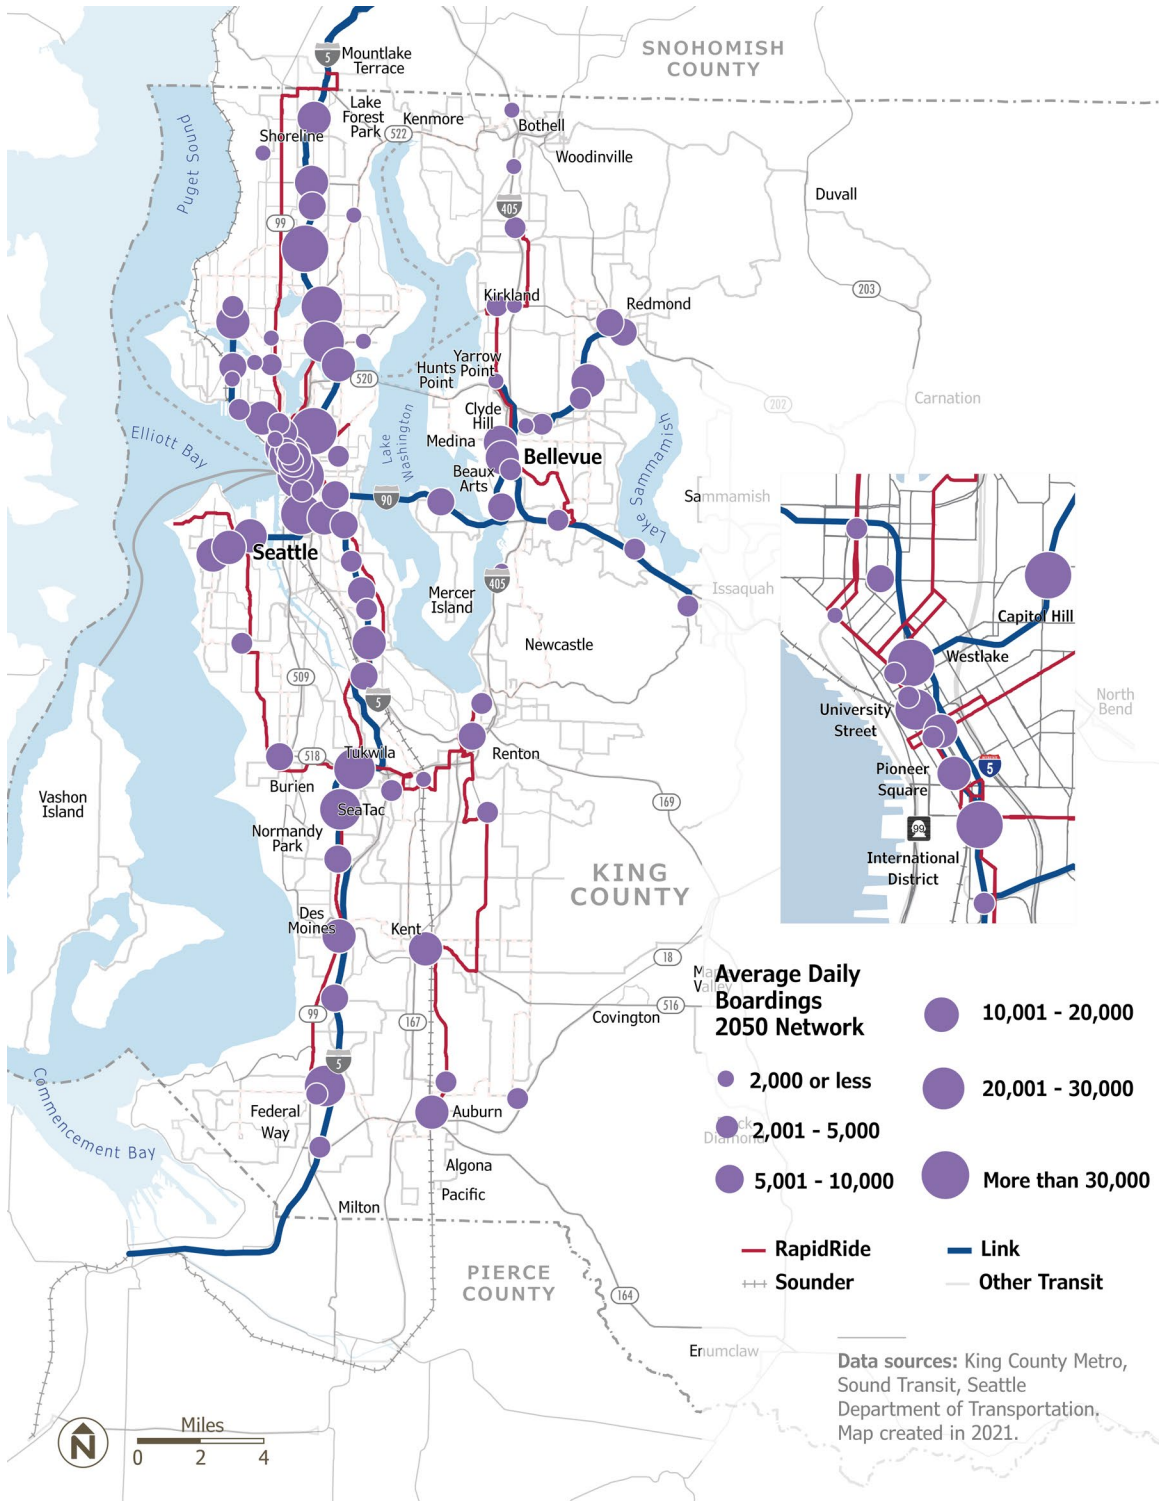 SNOHOMISH
COUNTY
5
Mountlake
Terrace
Lake
Forest
Park
Kenmore
Bothell
Shoreline
522
Woodinville
Puget Sound
405
Duvall
99
203
Kirkland
Redmond
Yarrow
Point
Hunts
Point
520
202
Carnation
Clyde
Hill
Medina
Lake
Washington
Elliott Bay
Bellevue
Beaux
Arts
Lake Sammamish
90
Sammamish
Seattle
405
Mercer
Island
Issaquah
Newcastle
509
5
North
Bend
518
Tukwila
Renton
Burien
Vashon
Island
SeaTac
169
Normandy
Park
KING
COUNTY
Des
Moines
Kent
18
Valley
516
99
167
Covington
5
Commencement Bay
Federal
Way
Auburn
Algona
Pacific
Milton
PIERCE
COUNTY
164
Enumclaw
Capitol Hill
Westlake
University
Street
Pioneer
Square
5
99
International
District
Average Daily
Boardings
2050 Network
2,000 or less
2,001 - 5,000
5,001 - 10,000
10,001 - 20,000
20,001 - 30,000
More than 30,000
RapidRide
Link
Sounder
Other Transit
Data sources: King County Metro,
Sound Transit, Seattle
Department of Transportation.
Map created in 2021.
N
Miles
0 2 4